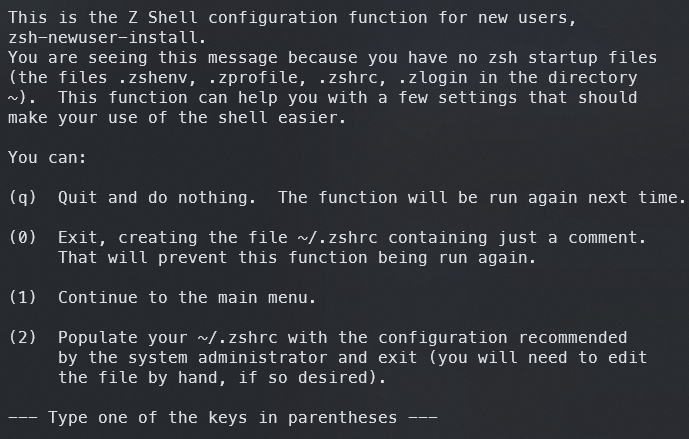 This is the Z Shell configuration function for new users,
zsh-newuser-install.
You are seeing this message because you have no zsh startup files
(the files .zshenv, .zprofile, .zshrc, .zlogin in the directory
~).  This function can help you with a few settings that should
make your use of the shell easier.

You can:

(q)  Quit and do nothing.  The function will be run again next time.

(0)  Exit, creating the file ~/.zshrc containing just a comment.
     That will prevent this function being run again.

(1)  Continue to the main menu.

(2)  Populate your ~/.zshrc with the configuration recommended
     by the system administrator and exit (you will need to edit
     the file by hand, if so desired).

--- Type one of the keys in parentheses ---